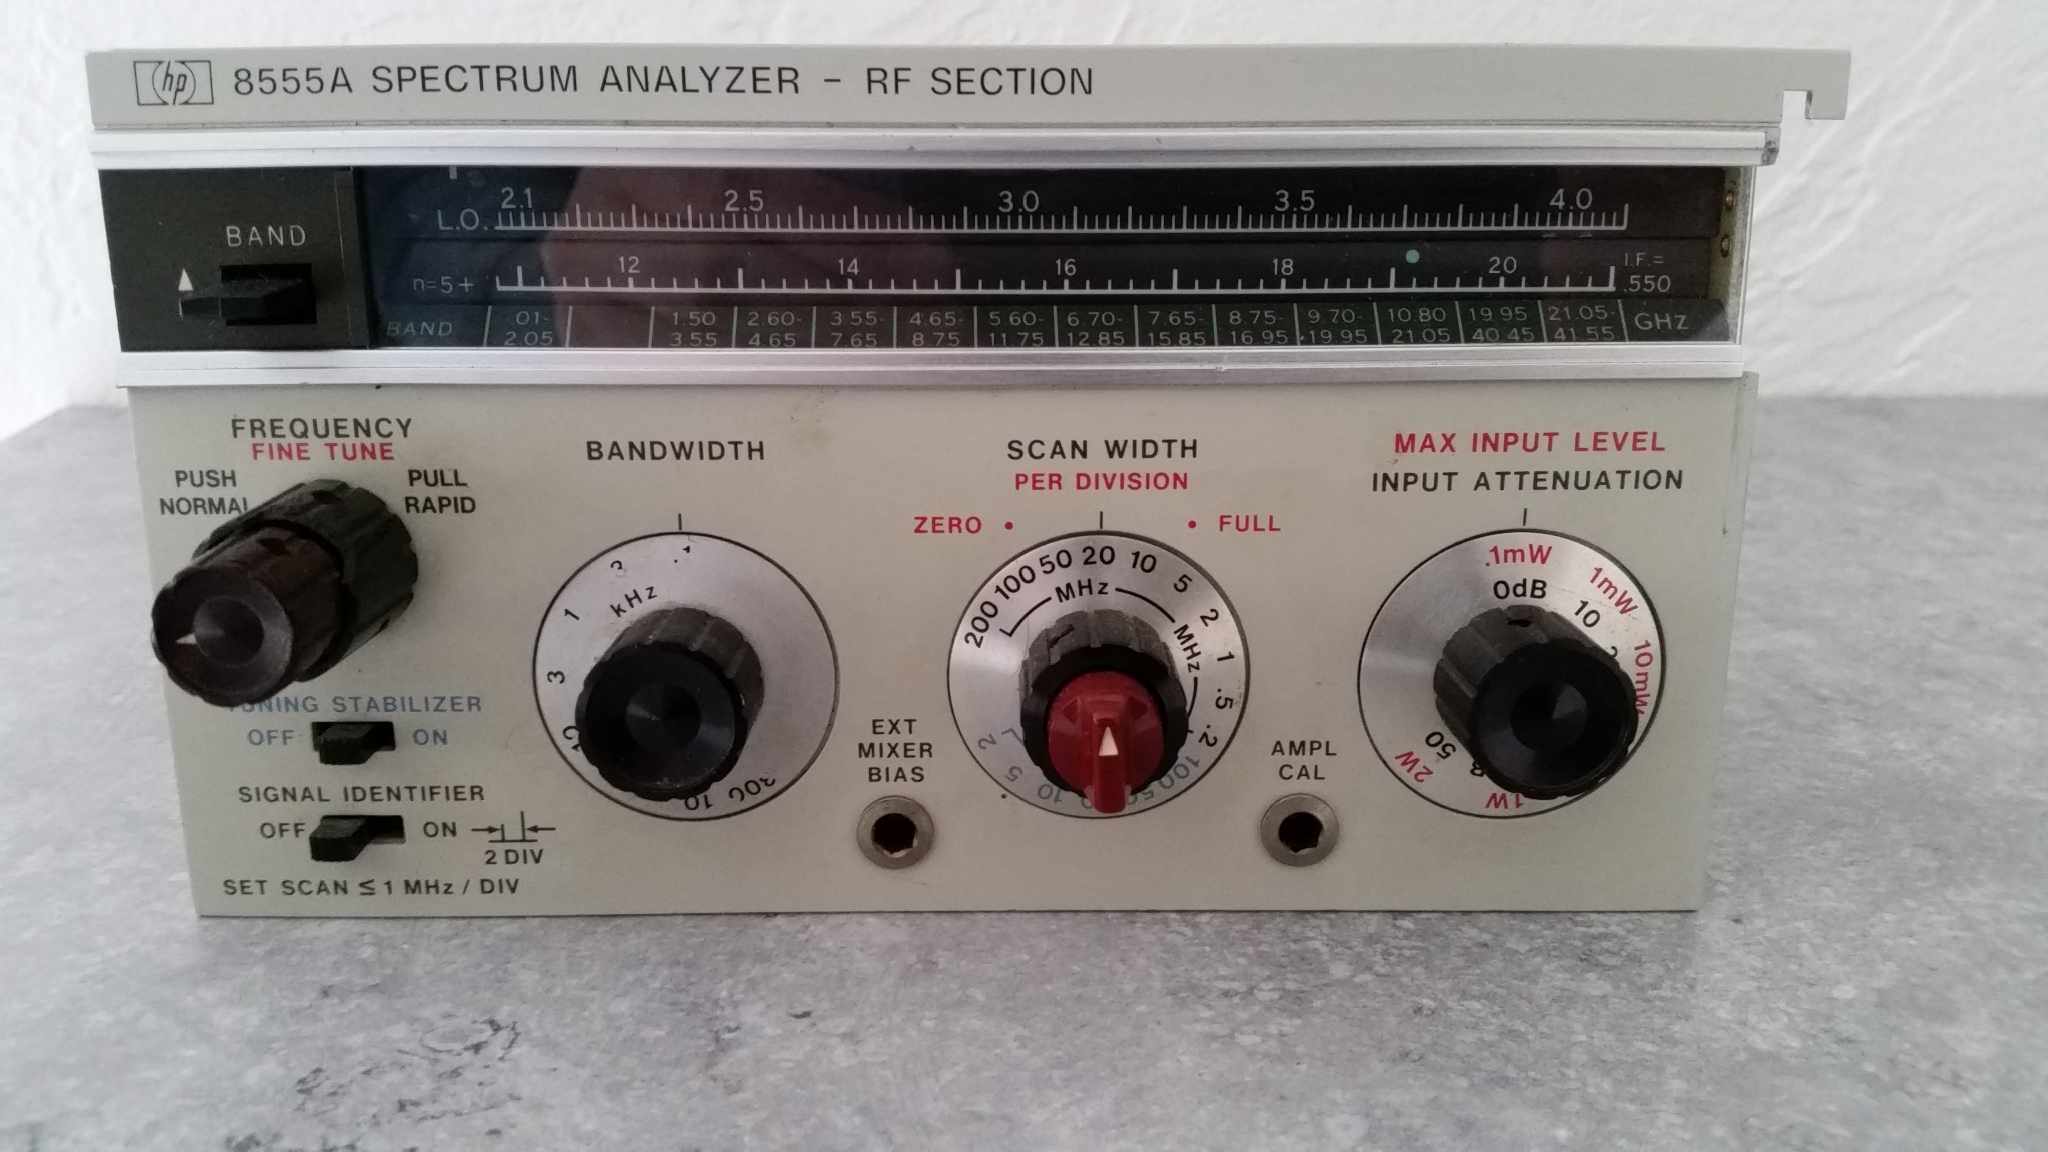 hp 8555A SPECTRUM ANALYZER - RF SECTION
BAND
L.O. 2.1 2.5 3.0 3.5 4.0
n=5+ 12 14 16 18 20 I.F.= .550
BAND .01- 1.50 2.60- 3.55- 4.65- 5.60- 6.70- 7.65- 8.75- 9.70- 10.80 19.95 21.05- GHz
2.05 3.55 4.65 7.65 8.75 11.75 12.85 15.85 16.95 19.95 21.05 40.45 41.55
FREQUENCY
FINE TUNE
PUSH NORMAL
PULL RAPID
TUNING STABILIZER
OFF ON
SIGNAL IDENTIFIER
OFF ON
2 DIV
SET SCAN ≤ 1 MHz / DIV
BANDWIDTH
.1
kHz
1
3
10
300
EXT
MIXER
BIAS
SCAN WIDTH
PER DIVISION
ZERO • • FULL
200 100 50 20 10 5 2 1 .5 .2
MHz
MHz
100
10 5 2
AMPL
CAL
MAX INPUT LEVEL
INPUT ATTENUATION
.1mW 1mW 10mW 1W 2W
0dB 10 50